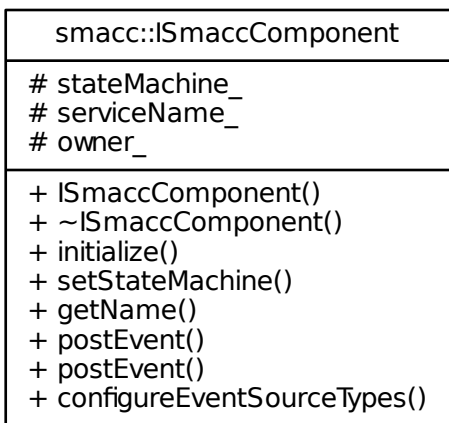 smacc::ISmaccComponent
# stateMachine_
# serviceName_
# owner_
+ ISmaccComponent()
+ ~ISmaccComponent()
+ initialize()
+ setStateMachine()
+ getName()
+ postEvent()
+ postEvent()
+ configureEventSourceTypes()